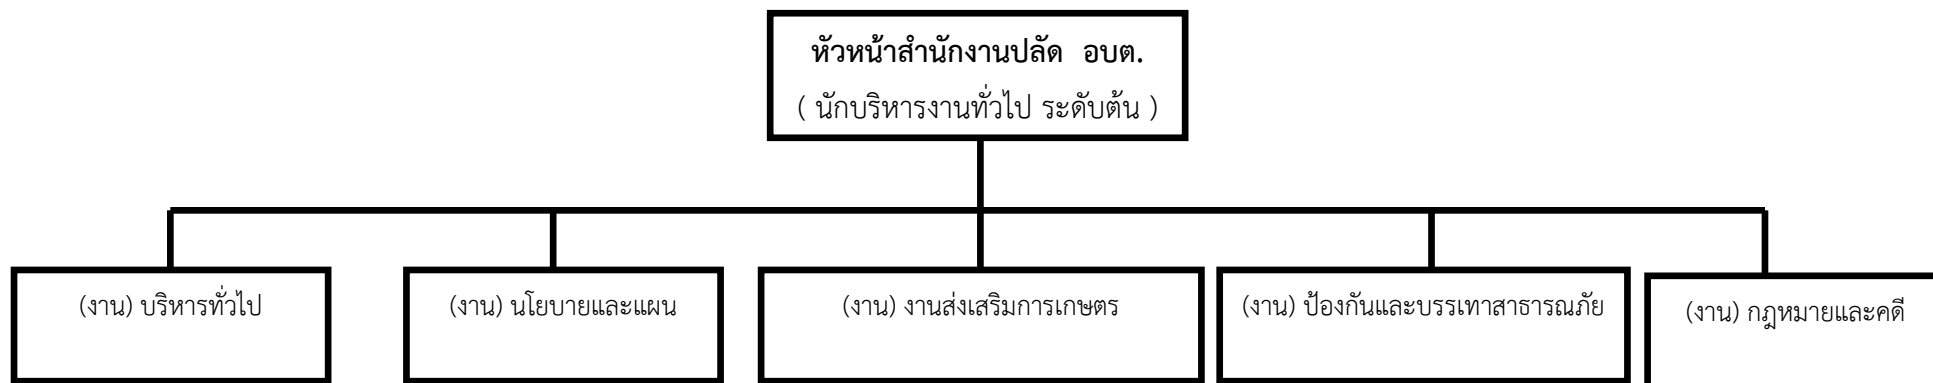 หัวหน้าสำนักงานปลัด อบต.
( นักบริหารงานทั่วไป ระดับต้น )
(งาน) บริหารทั่วไป
(งาน) นโยบายและแผน
(งาน) งานส่งเสริมการเกษตร
(งาน) ป้องกันและบรรเทาสาธารณภัย
(งาน) กฎหมายและคดี